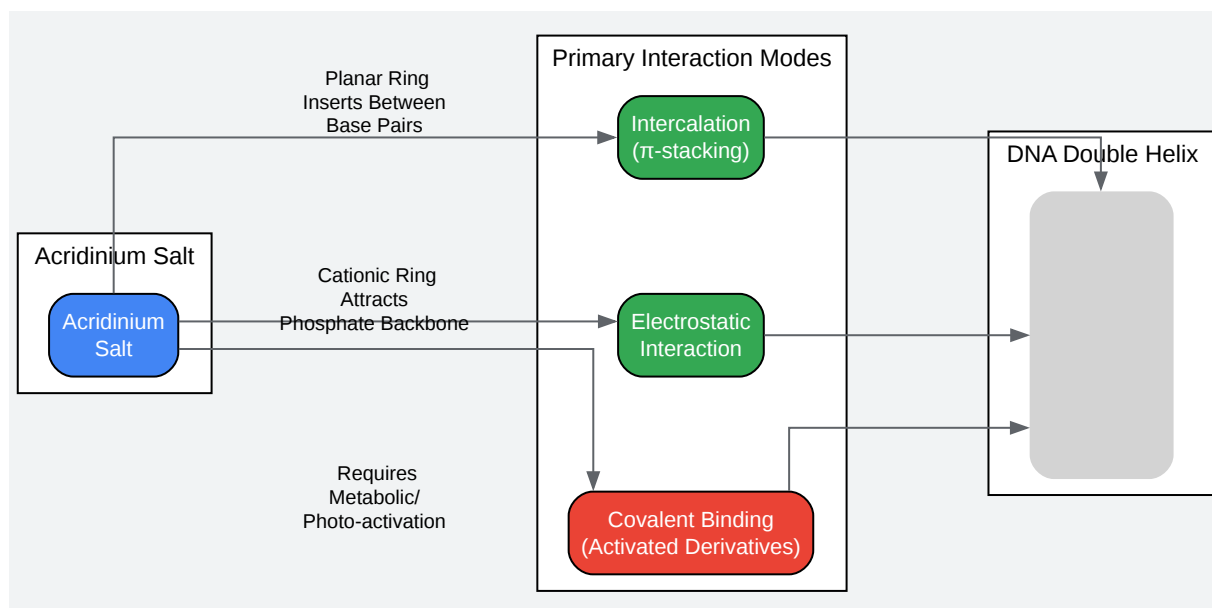 Primary Interaction Modes
Planar Ring
Inserts Between
Base Pairs
Intercalation
(π-stacking)
DNA Double Helix
Acridinium Salt
Cationic Ring
Attracts
Phosphate Backbone
Acridinium
Salt
Electrostatic
Interaction
Requires
Metabolic/
Photo-activation
Covalent Binding
(Activated Derivatives)